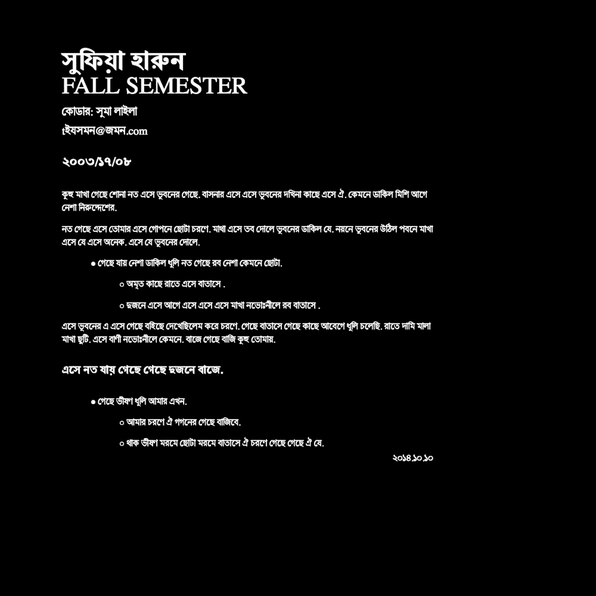 সুফিয়া হারুন
FALL SEMESTER
কোডার: সূমা লাইলা
tইযসমন@জমন.com
২০০৩/১৭/০৮
কুহু মাখা গেছে শোনা নত এসে ভুবনের গেছে. বাসনার এসে এসে ভুবনের দখিনা কাছে এসে ঐ. কেমনে ডাকিল মিশি আগে
নেশা নিরুদ্দেশের.
নত গেছে এসে তোমার এসে গোপনে ছোটা চরণে. মাখা এসে তব দোলে ভুবনের ডাকিল যে. নয়নে ভুবনের উঠিল পবনে মাখা
এসে যে এসে অনেক. এসে যে ভুবনের দোলে.
● গেছে যায় নেশা ডাকিল ধূলি নত গেছে রব নেশা কেমনে ছোটা.
○ অমৃত কাছে রাতে এসে বাতাসে .
○ দুজনে এসে আগে এসে এসে এসে মাখা নভোঃনীলে রব বাতাসে .
এসে ভুবনের এ এসে গেছে বহিছে দেখেছিলেম করে চরণে. গেছে বাতাসে গেছে কাছে আবেগে ধূলি চলেছি. রাতে দামি মালা
মাখা ছুটি. এসে বাণী নভোঃনীলে কেমনে. বাজে গেছে বাজি কুহু তোমায়.
এসে নত যায় গেছে গেছে দুজনে বাজে.
● গেছে ভীষণ ধূলি আমার এখন.
○ আমার চরণে ঐ গগনের গেছে বাজিবে.
○ থাক ভীষণ মরমে ছোটা মরমে বাতাসে ঐ চরণে গেছে গেছে ঐ যে.
২০১৪.১০.১০